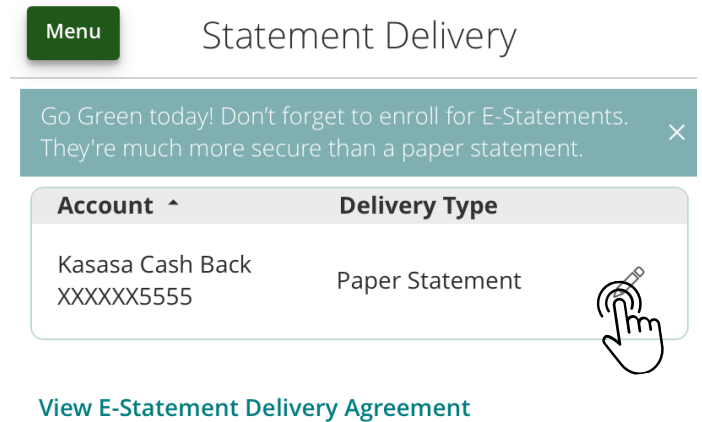 Menu
Statement Delivery
Go Green today! Don’t forget to enroll for E-Statements.
They're much more secure than a paper statement.
Account
Delivery Type
Kasasa Cash Back
XXXXXX5555
Paper Statement
View E-Statement Delivery Agreement